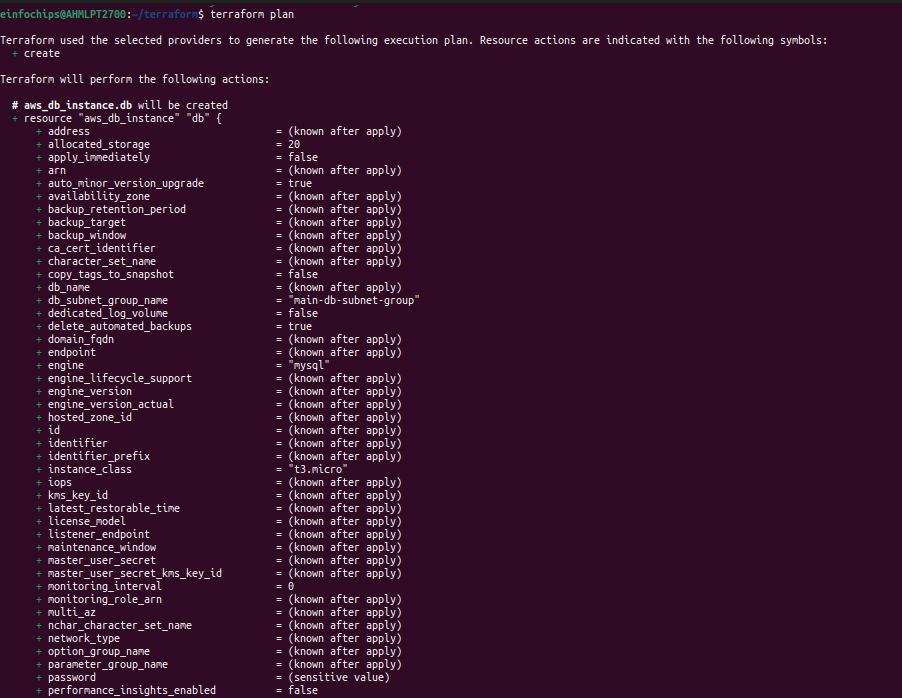 einfochips@AHMLPT2700:~/terraform$ terraform plan
Terraform used the selected providers to generate the following execution plan. Resource actions are indicated with the following symbols:
+ create
Terraform will perform the following actions:
# aws_db_instance.db will be created
+ resource "aws_db_instance" "db" {
+ address = (known after apply)
+ allocated_storage = 20
+ apply_immediately = false
+ arn = (known after apply)
+ auto_minor_version_upgrade = true
+ availability_zone = (known after apply)
+ backup_retention_period = (known after apply)
+ backup_target = (known after apply)
+ backup_window = (known after apply)
+ ca_cert_identifier = (known after apply)
+ character_set_name = (known after apply)
+ copy_tags_to_snapshot = false
+ db_name = (known after apply)
+ db_subnet_group_name = "main-db-subnet-group"
+ dedicated_log_volume = false
+ delete_automated_backups = true
+ domain_fqdn = (known after apply)
+ endpoint = (known after apply)
+ engine = "mysql"
+ engine_lifecycle_support = (known after apply)
+ engine_version = (known after apply)
+ engine_version_actual = (known after apply)
+ hosted_zone_id = (known after apply)
+ id = (known after apply)
+ identifier = (known after apply)
+ identifier_prefix = (known after apply)
+ instance_class = "t3.micro"
+ iops = (known after apply)
+ kms_key_id = (known after apply)
+ latest_restorable_time = (known after apply)
+ license_model = (known after apply)
+ listener_endpoint = (known after apply)
+ maintenance_window = (known after apply)
+ master_user_secret = (known after apply)
+ master_user_secret_kms_key_id = (known after apply)
+ monitoring_interval = 0
+ monitoring_role_arn = (known after apply)
+ multi_az = (known after apply)
+ nchar_character_set_name = (known after apply)
+ network_type = (known after apply)
+ option_group_name = (known after apply)
+ parameter_group_name = (known after apply)
+ password = (sensitive value)
+ performance_insights_enabled = false